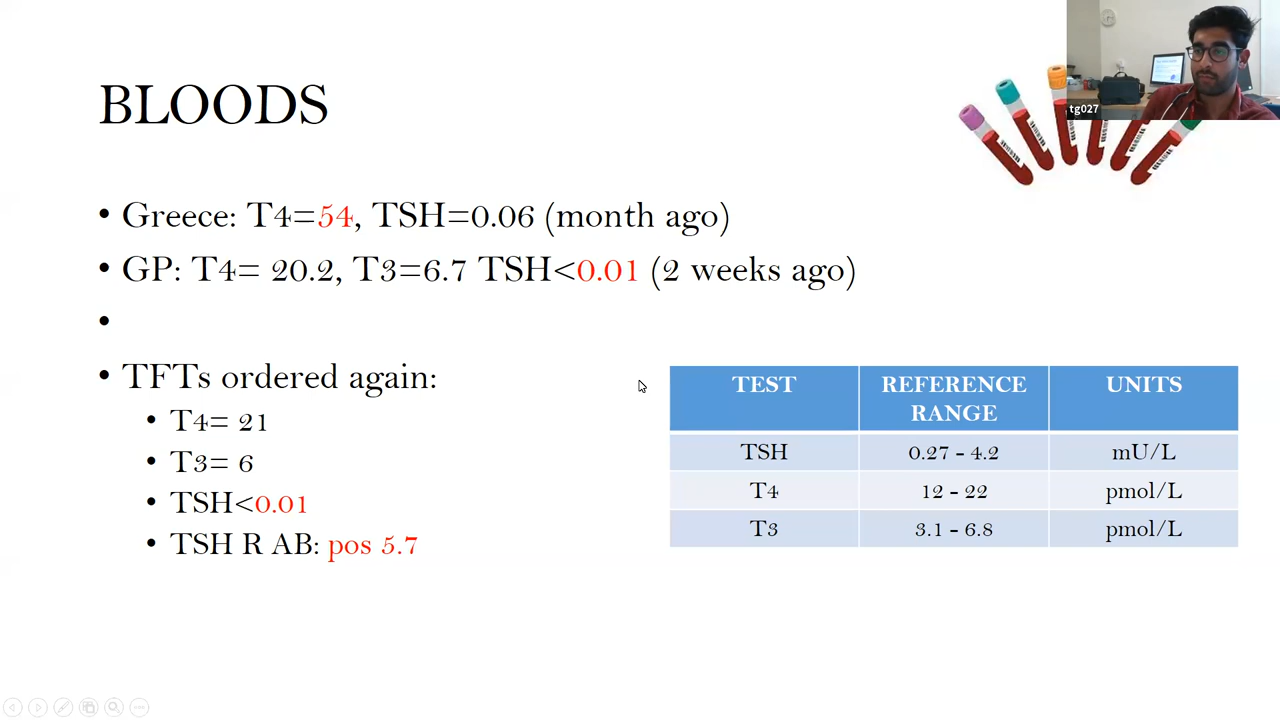 tg027
BLOODS
• Greece: T4=54, TSH=0.06 (month ago)
• GP: T4= 20.2, T3=6.7 TSH<0.01 (2 weeks ago)
•
• TFTs ordered again:
• T4= 21
• T3= 6
• TSH<0.01
• TSH R AB: pos 5.7
TEST REFERENCE RANGE UNITS
TSH 0.27 - 4.2 mU/L
T4 12 - 22 pmol/L
T3 3.1 - 6.8 pmol/L